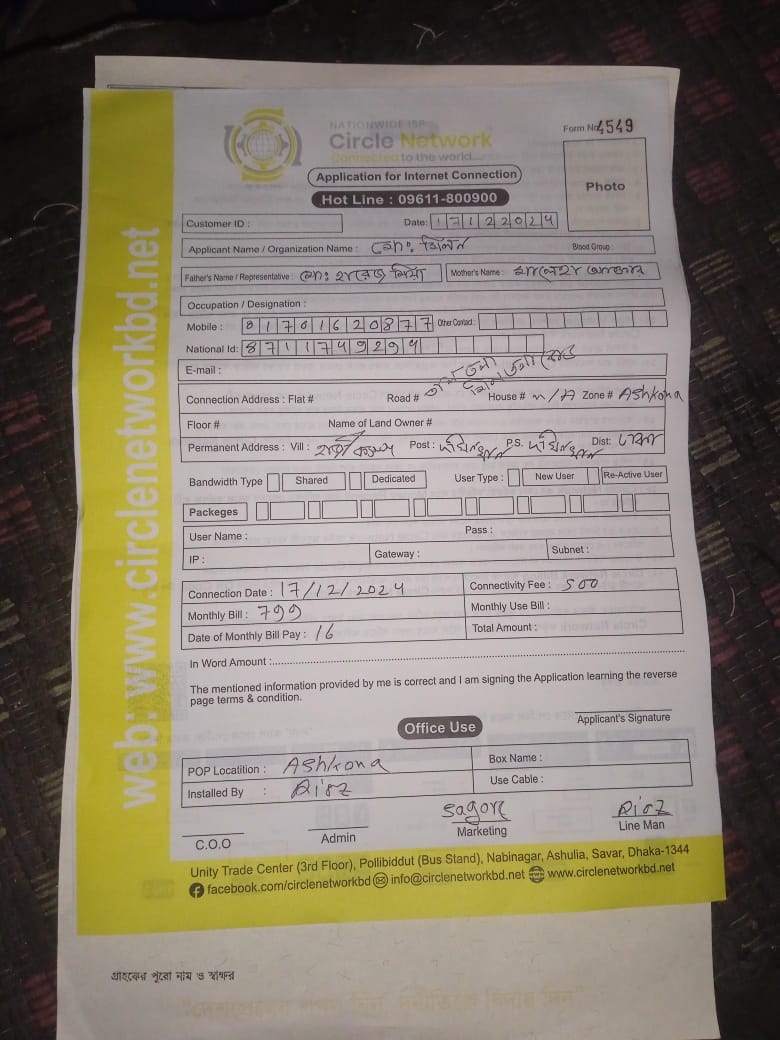 NATIONWIDE ISP
Circle Network
Connected to the world....
Form No. 4549
Application for Internet Connection
Hot Line : 09611-800900
Photo
Customer ID :
Date: 17122024
Applicant Name / Organization Name : মোঃ মিলন
Blood Group :
Father's Name / Representative : মোঃ হারেজ মিয়া
Mother's Name :
Occupation / Designation :
Mobile : 01701620877
Other Contact :
National Id: 8711749294
E-mail :
Connection Address : Flat # Road # House # N/A Zone # Ashkona
Floor # Name of Land Owner #
Permanent Address : Vill : Post : P.S. Dist: ঢাকা
Bandwidth Type Shared Dedicated User Type : New User Re-Active User
Packeges
User Name : Pass :
IP : Gateway : Subnet :
Connection Date : 17/12/2024 Connectivity Fee : 500
Monthly Bill : 799 Monthly Use Bill :
Date of Monthly Bill Pay : 16 Total Amount :
In Word Amount :
The mentioned information provided by me is correct and I am signing the Application learning the reverse
page terms & condition.
Applicant's Signature
Office Use
POP Locatition : Ashkona Box Name :
Installed By : Riaz Use Cable :
Sagore Riaz
C.O.O Admin Marketing Line Man
Unity Trade Center (3rd Floor), Pollibiddut (Bus Stand), Nabinagar, Ashulia, Savar, Dhaka-1344
facebook.com/circlenetworkbd info@circlenetworkbd.net www.circlenetworkbd.net
web: www.circlenetworkbd.net
গ্রাহকের পুরো নাম ও স্বাক্ষর